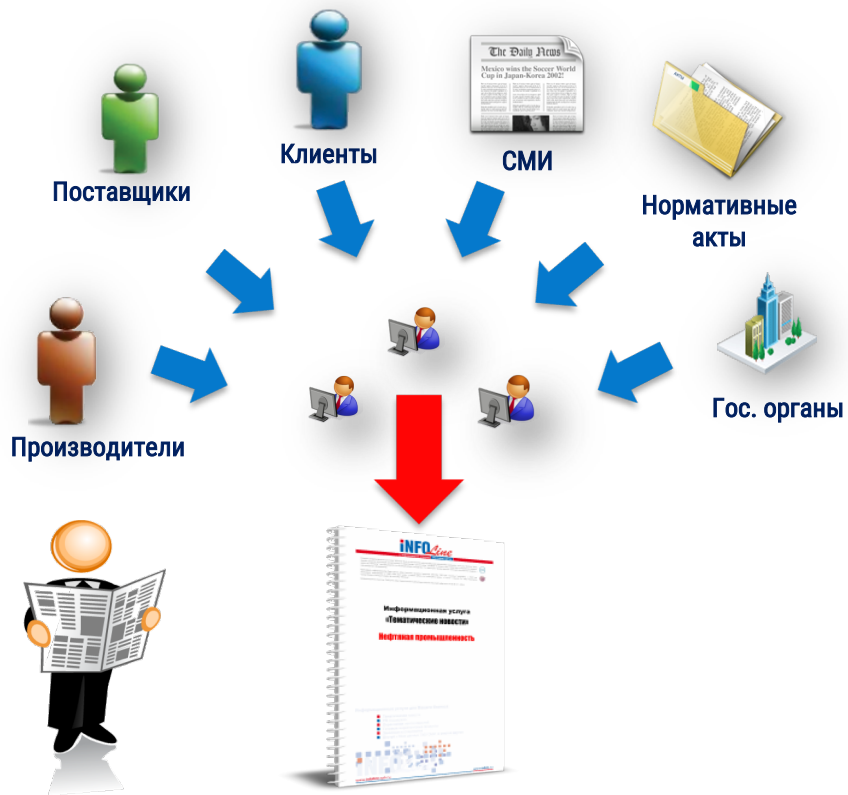 Клиенты
The Daily News
Mexico wins the Soccer World
Cup in Japan-Korea 2002!
СМИ
Поставщики
Нормативные
акты
Гос. органы
Производители
iNFOLine
Информационная услуга
«Тематические новости»
Нефтяная промышленность